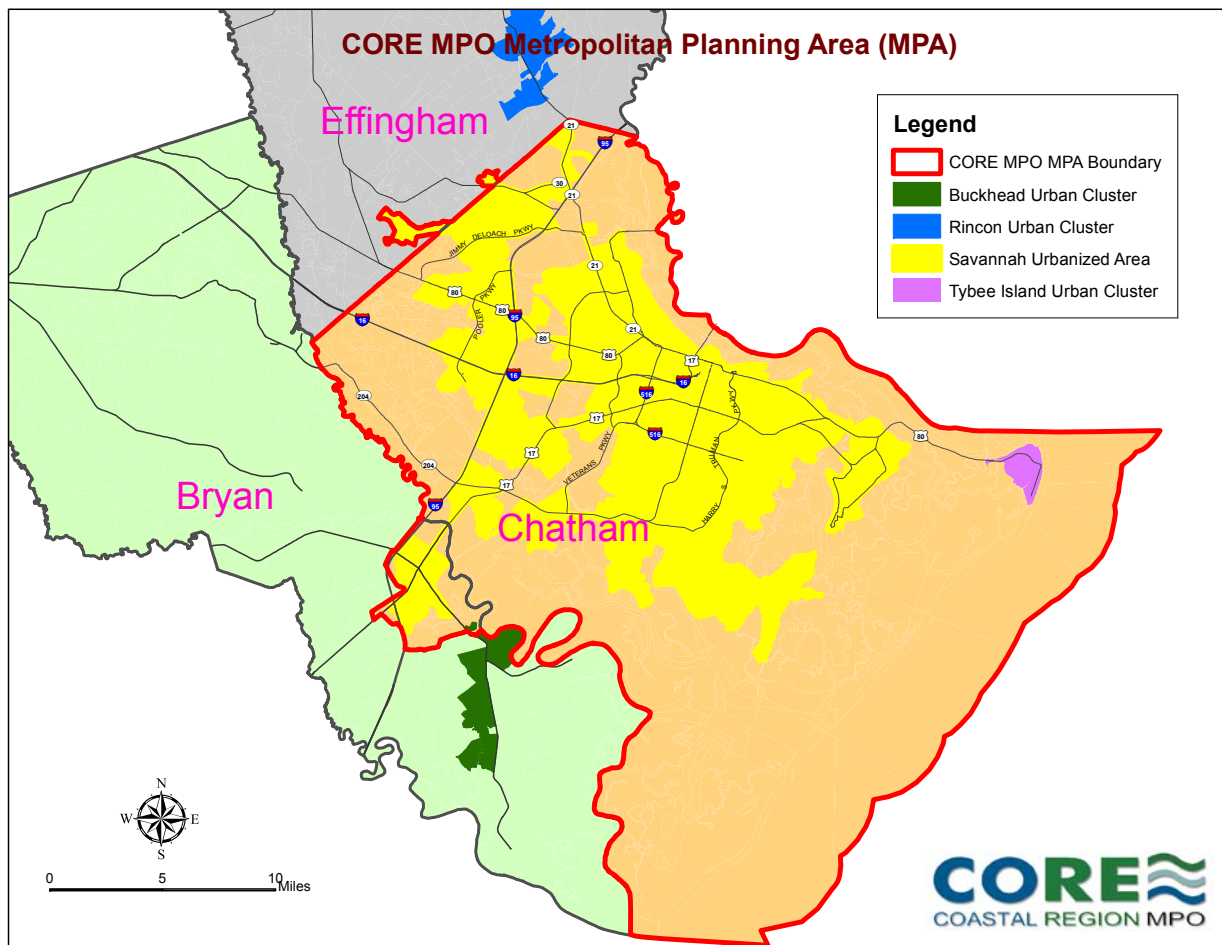 CORE MPO Metropolitan Planning Area (MPA)
Effingham
Bryan
Chatham
Legend
CORE MPO MPA Boundary
Buckhead Urban Cluster
Rincon Urban Cluster
Savannah Urbanized Area
Tybee Island Urban Cluster
21
95
30
21
JIMMY DELOACH PKWY
21
80
POOLER PKWY
80
95
16
80
21
80
17
16
16
516
204
17
516
HARRY S TRUMAN PKWY
80
204
17
VETERANS PKWY
17
95
N
W
E
S
0
5
10
Miles
CORE
COASTAL REGION MPO